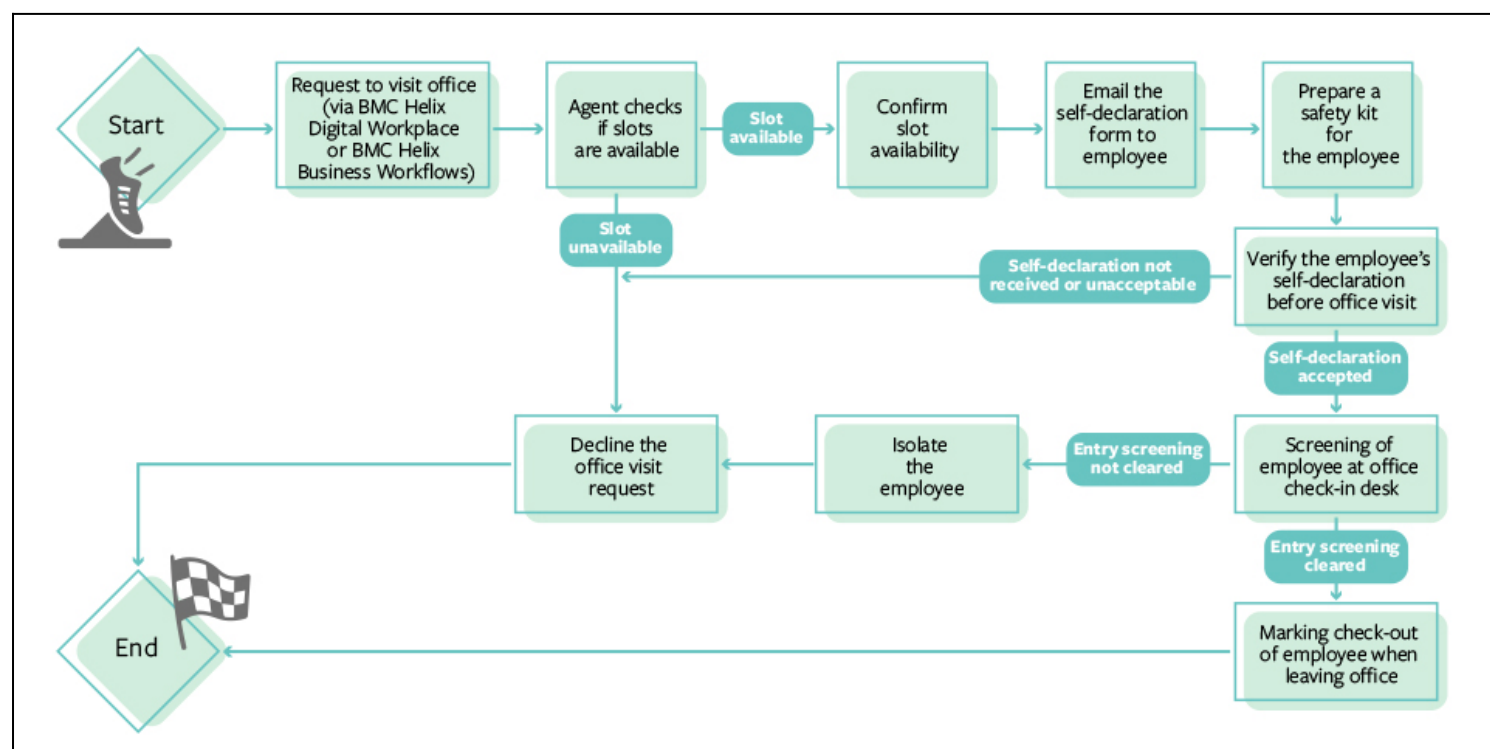 Start
Request to visit office
(via BMC Helix
Digital Workplace
or BMC Helix
Business Workflows)
Agent checks
if slots
are available
Slot
available
Confirm
slot
availability
Email the
self-declaration
form to
employee
Prepare a
safety kit
for
the employee
Slot
unavailable
Self-declaration not
received or unacceptable
Verify the employee’s
self-declaration
before office visit
Self-declaration
accepted
Decline the
office visit
request
Isolate
the
employee
Entry screening
not cleared
Screening of
employee at office
check-in desk
Entry screening
cleared
End
Marking check-out
of employee when
leaving office